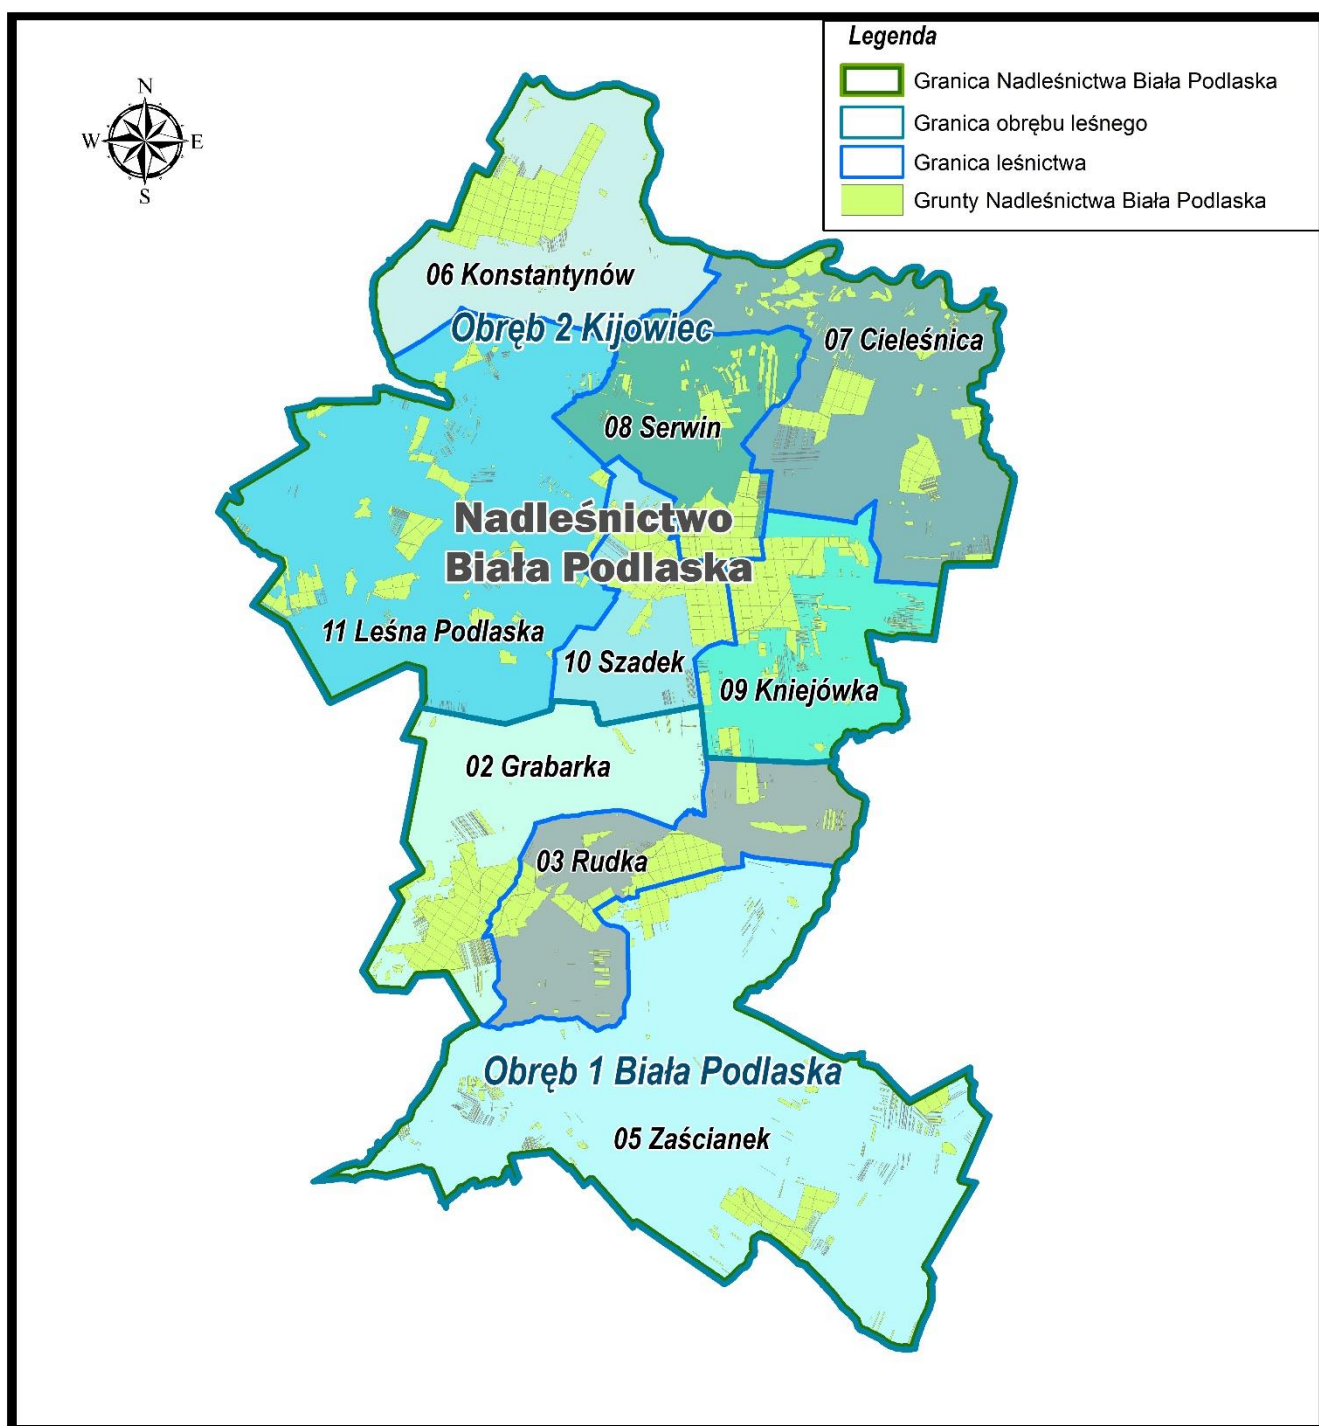 Legenda
Granica Nadleśnictwa Biała Podlaska
Granica obrębu leśnego
Granica leśnictwa
Grunty Nadleśnictwa Biała Podlaska
N
W
E
S
06 Konstantynów
Obręb 2 Kijowiec
07 Cieleśnica
08 Serwin
Nadleśnictwo
Biała Podlaska
11 Leśna Podlaska
10 Szadek
09 Kniejówka
02 Grabarka
03 Rudka
Obręb 1 Biała Podlaska
05 Zaścianek